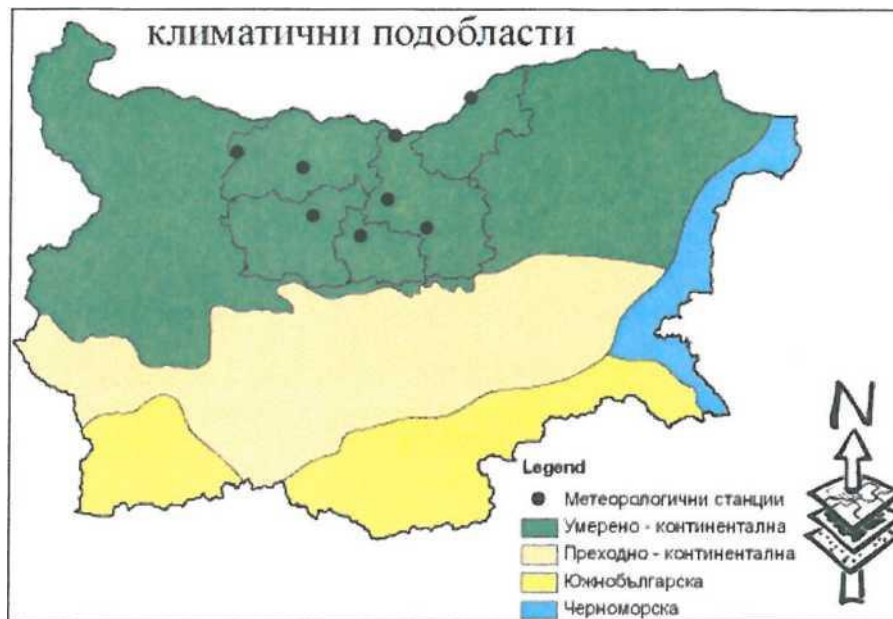 климатични подобласти
N
Legend
Метеорологични станции
Умерено - континентална
Преходно - континентална
Южнобългарска
Черноморска